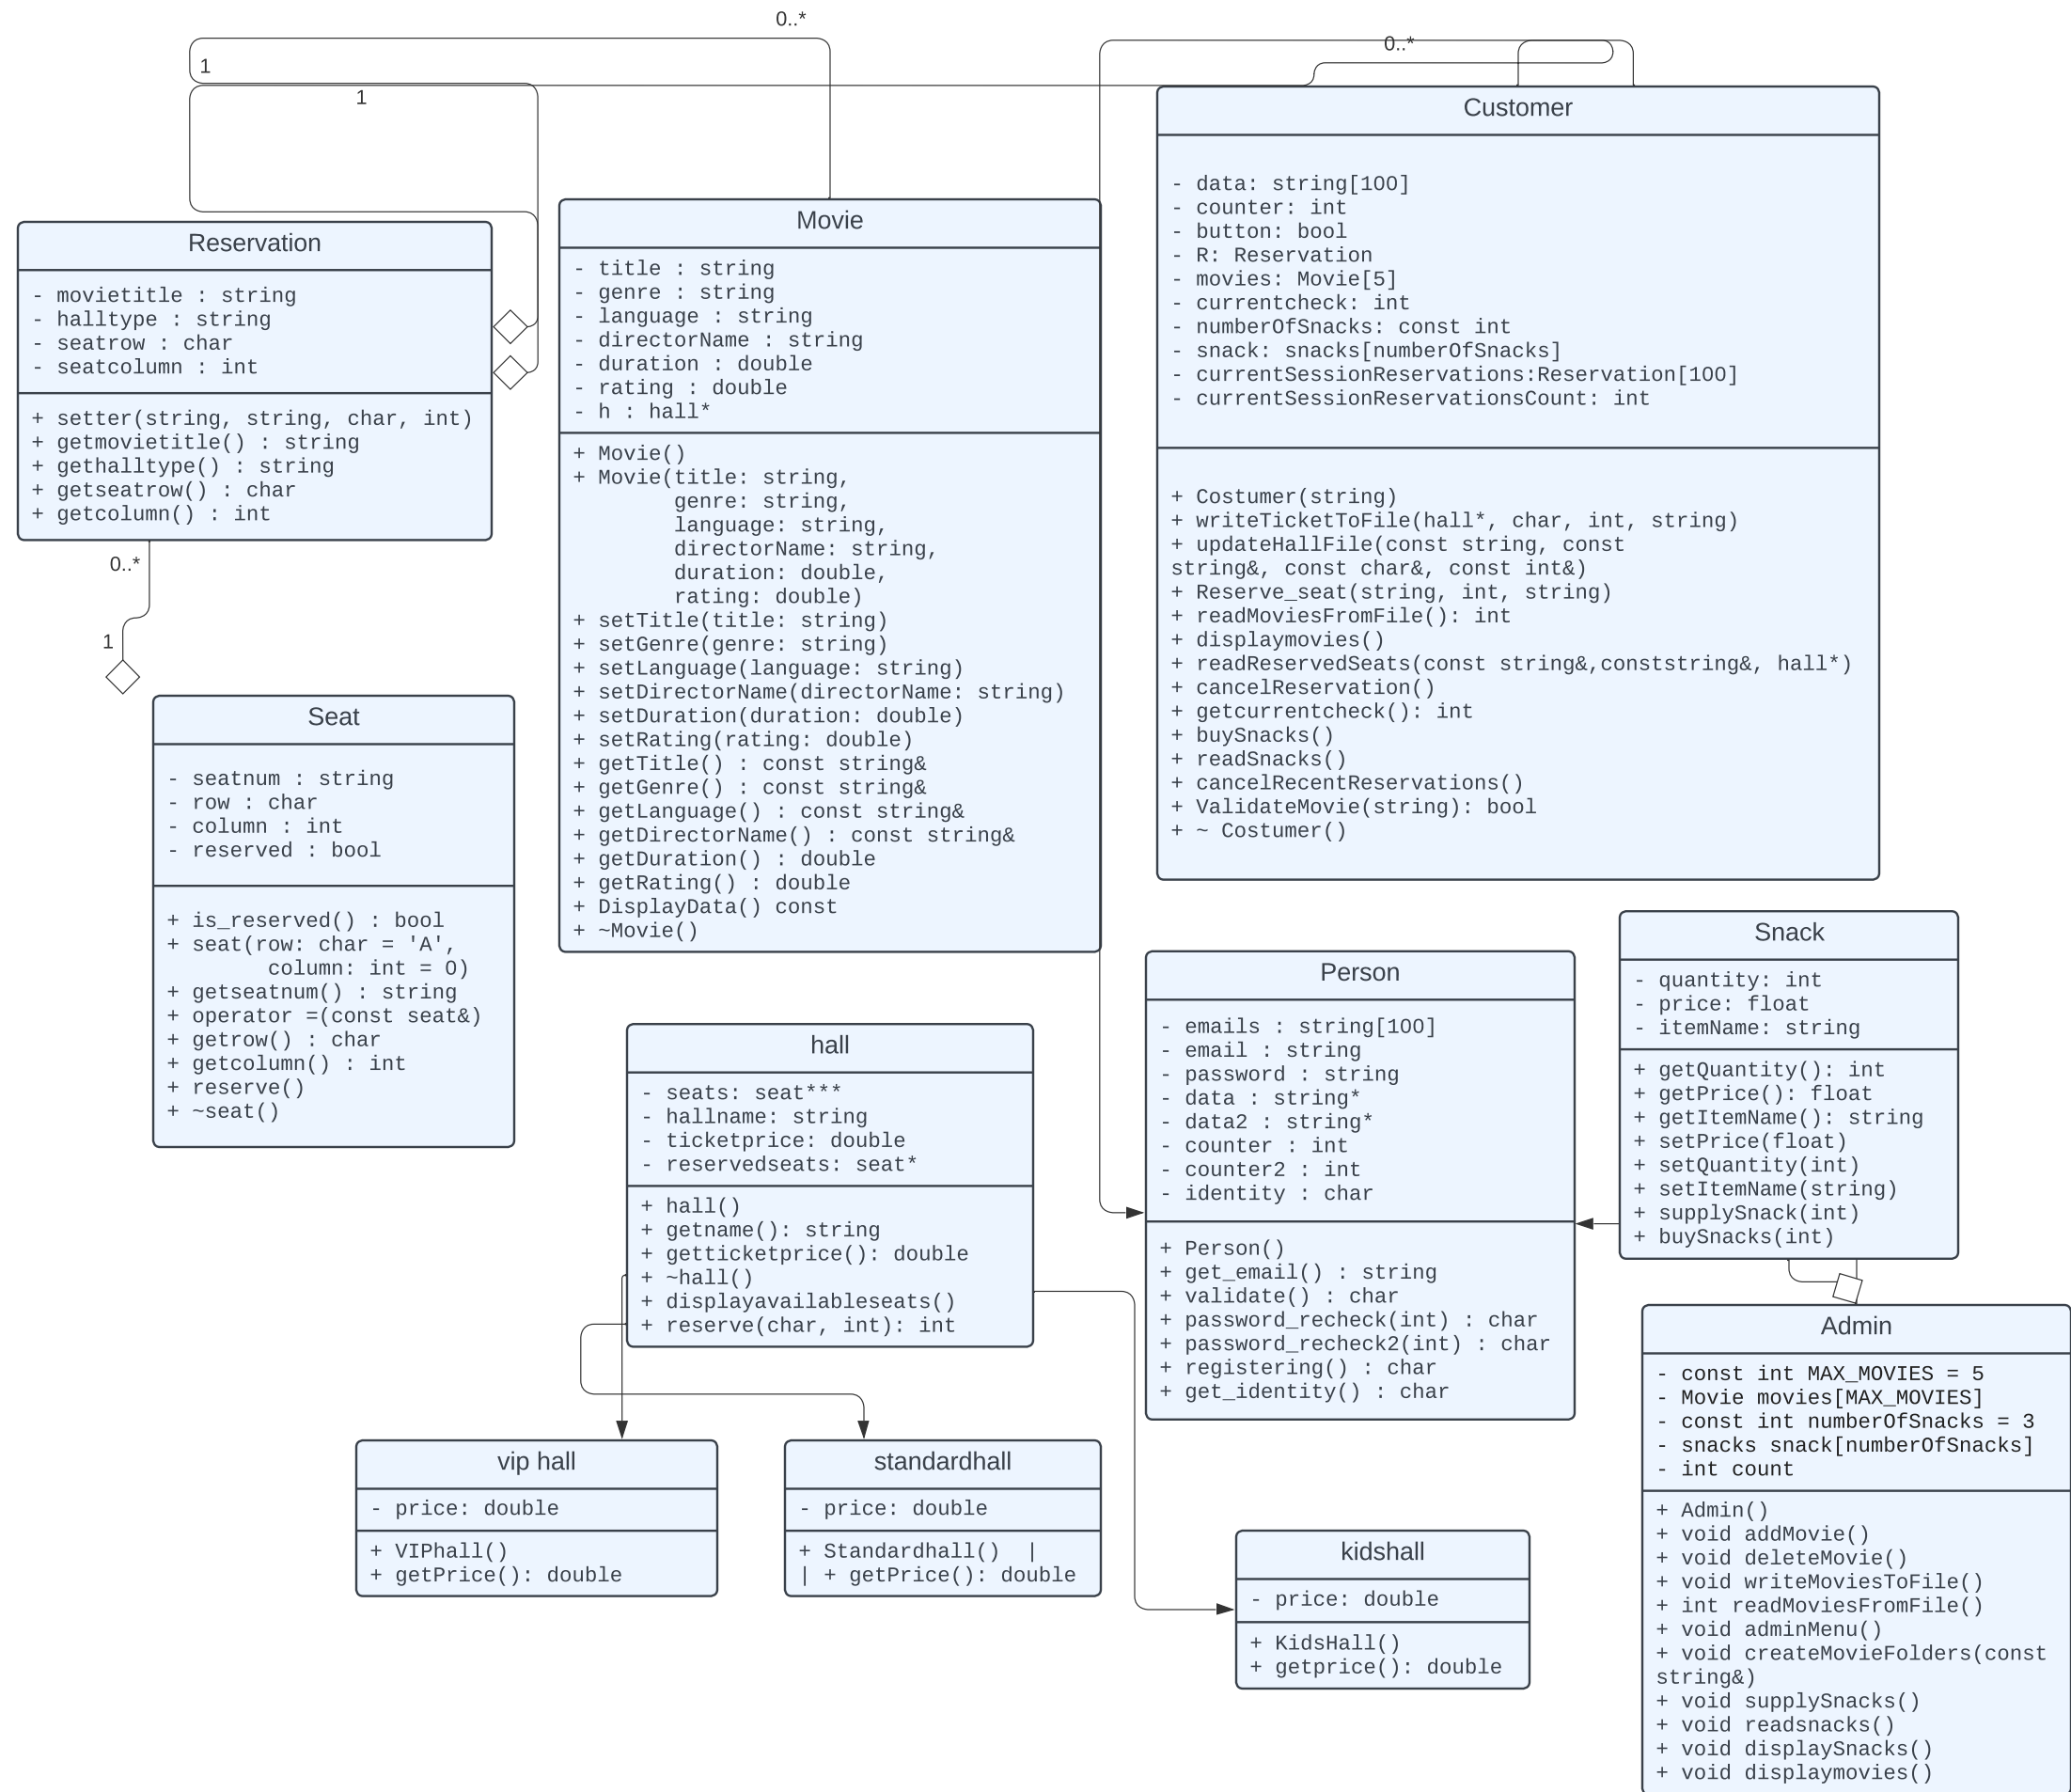 0..*
1
1
0..*
Reservation
- movietitle : string
- halltype : string
- seatrow : char
- seatcolumn : int
+ setter(string, string, char, int)
+ getmovietitle() : string
+ gethalltype() : string
+ getseatrow() : char
+ getcolumn() : int
0..*
1
Seat
- seatnum : string
- row : char
- column : int
- reserved : bool
+ is_reserved() : bool
+ seat(row: char = 'A',
column: int = 0)
+ getseatnum() : string
+ operator =(const seat&)
+ getrow() : char
+ getcolumn() : int
+ reserve()
+ ~seat()
Movie
- title : string
- genre : string
- language : string
- directorName : string
- duration : double
- rating : double
- h : hall*
+ Movie()
+ Movie(title: string,
genre: string,
language: string,
directorName: string,
duration: double,
rating: double)
+ setTitle(title: string)
+ setGenre(genre: string)
+ setLanguage(language: string)
+ setDirectorName(directorName: string)
+ setDuration(duration: double)
+ setRating(rating: double)
+ getTitle() : const string&
+ getGenre() : const string&
+ getLanguage() : const string&
+ getDirectorName() : const string&
+ getDuration() : double
+ getRating() : double
+ DisplayData() const
+ ~Movie()
Customer
- data: string[100]
- counter: int
- button: bool
- R: Reservation
- movies: Movie[5]
- currentcheck: int
- numberOfSnacks: const int
- snack: snacks[numberOfSnacks]
- currentSessionReservations:Reservation[100]
- currentSessionReservationsCount: int
+ Costumer(string)
+ writeTicketToFile(hall*, char, int, string)
+ updateHallFile(const string, const
string&, const char&, const int&)
+ Reserve_seat(string, int, string)
+ readMoviesFromFile(): int
+ displaymovies()
+ readReservedSeats(const string&,conststring&, hall*)
+ cancelReservation()
+ getcurrentcheck(): int
+ buySnacks()
+ readSnacks()
+ cancelRecentReservations()
+ ValidateMovie(string): bool
+ ~ Costumer()
hall
- seats: seat***
- hallname: string
- ticketprice: double
- reservedseats: seat*
+ hall()
+ getname(): string
+ getticketprice(): double
+ ~hall()
+ displayavailableseats()
+ reserve(char, int): int
Person
- emails : string[100]
- email : string
- password : string
- data : string*
- data2 : string*
- counter : int
- counter2 : int
- identity : char
+ Person()
+ get_email() : string
+ validate() : char
+ password_recheck(int) : char
+ password_recheck2(int) : char
+ registering() : char
+ get_identity() : char
Snack
- quantity: int
- price: float
- itemName: string
+ getQuantity(): int
+ getPrice(): float
+ getItemName(): string
+ setPrice(float)
+ setQuantity(int)
+ setItemName(string)
+ supplySnack(int)
+ buySnacks(int)
Admin
- const int MAX_MOVIES = 5
- Movie movies[MAX_MOVIES]
- const int numberOfSnacks = 3
- snacks snack[numberOfSnacks]
- int count
+ Admin()
+ void addMovie()
+ void deleteMovie()
+ void writeMoviesToFile()
+ int readMoviesFromFile()
+ void adminMenu()
+ void createMovieFolders(const
string&)
+ void supplySnacks()
+ void readsnacks()
+ void displaySnacks()
+ void displaymovies()
vip hall
- price: double
+ VIPhall()
+ getPrice(): double
standardhall
- price: double
+ Standardhall() |
| + getPrice(): double
kidshall
- price: double
+ KidsHall()
+ getprice(): double